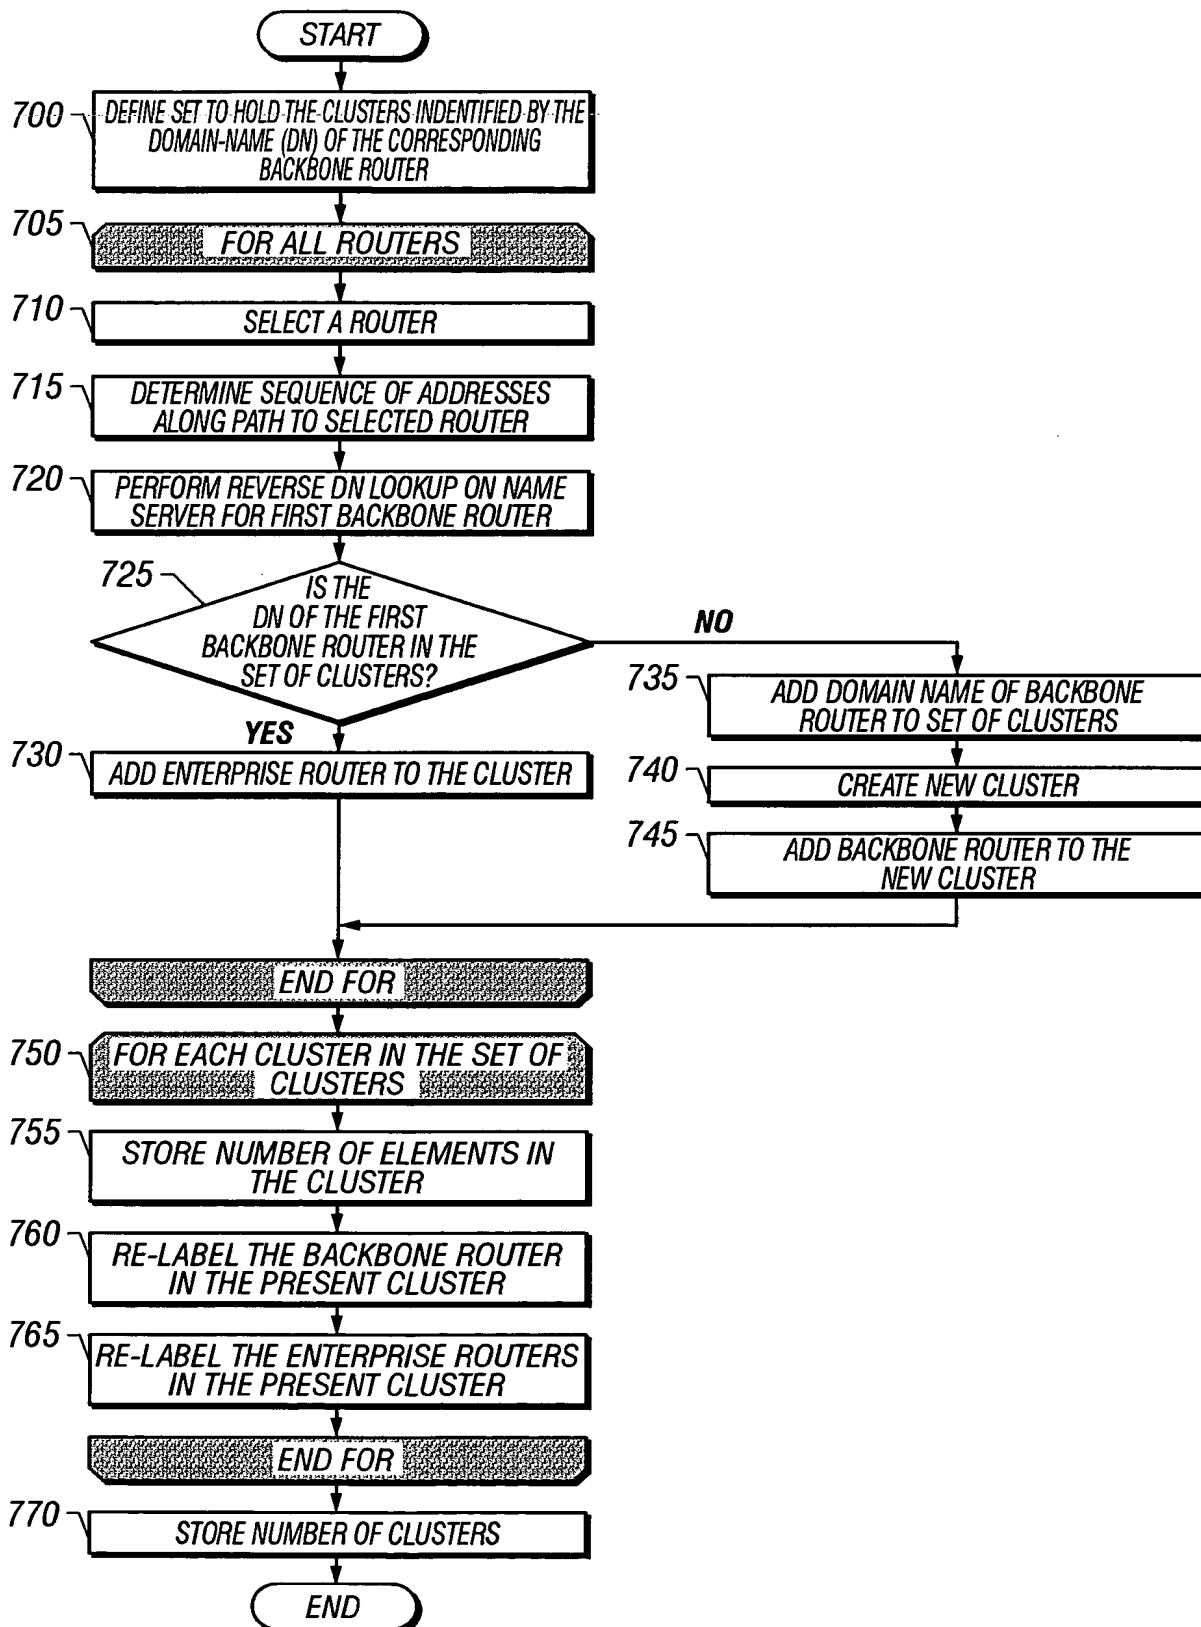 START
700
DEFINE SET TO HOLD THE CLUSTERS INDENTIFIED BY THE
DOMAIN-NAME (DN) OF THE CORRESPONDING
BACKBONE ROUTER
705
FOR ALL ROUTERS
710
SELECT A ROUTER
715
DETERMINE SEQUENCE OF ADDRESSES
ALONG PATH TO SELECTED ROUTER
720
PERFORM REVERSE DN LOOKUP ON NAME
SERVER FOR FIRST BACKBONE ROUTER
725
IS THE
DN OF THE FIRST
BACKBONE ROUTER IN THE
SET OF CLUSTERS?
NO
YES
730
ADD ENTERPRISE ROUTER TO THE CLUSTER
735
ADD DOMAIN NAME OF BACKBONE
ROUTER TO SET OF CLUSTERS
740
CREATE NEW CLUSTER
745
ADD BACKBONE ROUTER TO THE
NEW CLUSTER
END FOR
750
FOR EACH CLUSTER IN THE SET OF
CLUSTERS
755
STORE NUMBER OF ELEMENTS IN
THE CLUSTER
760
RE-LABEL THE BACKBONE ROUTER
IN THE PRESENT CLUSTER
765
RE-LABEL THE ENTERPRISE ROUTERS
IN THE PRESENT CLUSTER
END FOR
770
STORE NUMBER OF CLUSTERS
END